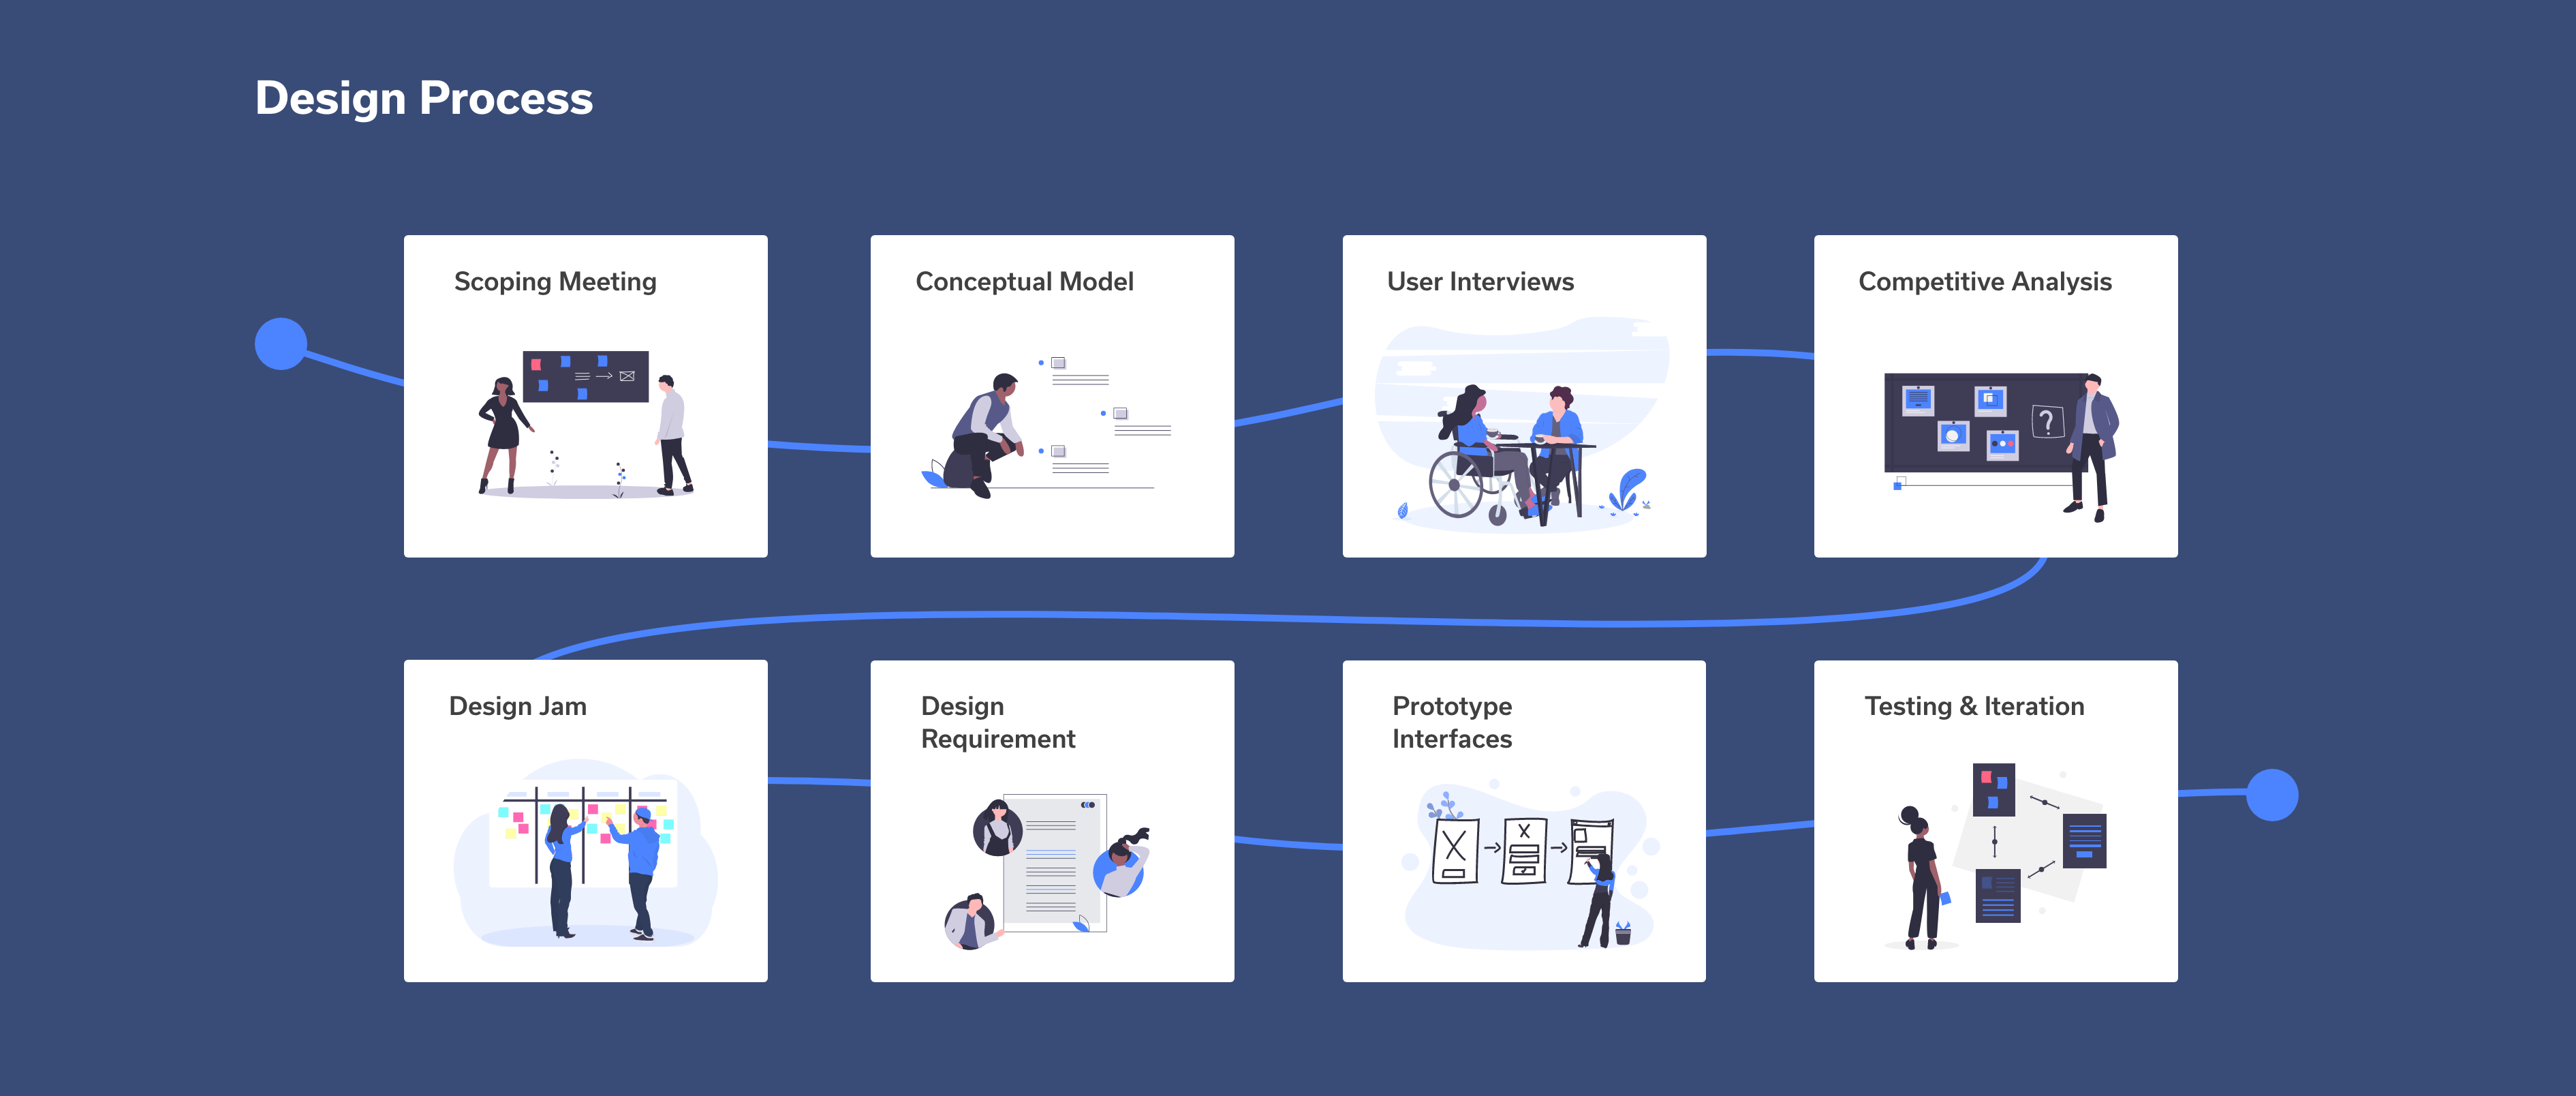 Design Process
Scoping Meeting
Conceptual Model
User Interviews
Competitive Analysis
?
Design Jam
Design
Requirement
Prototype
Interfaces
Testing & Iteration